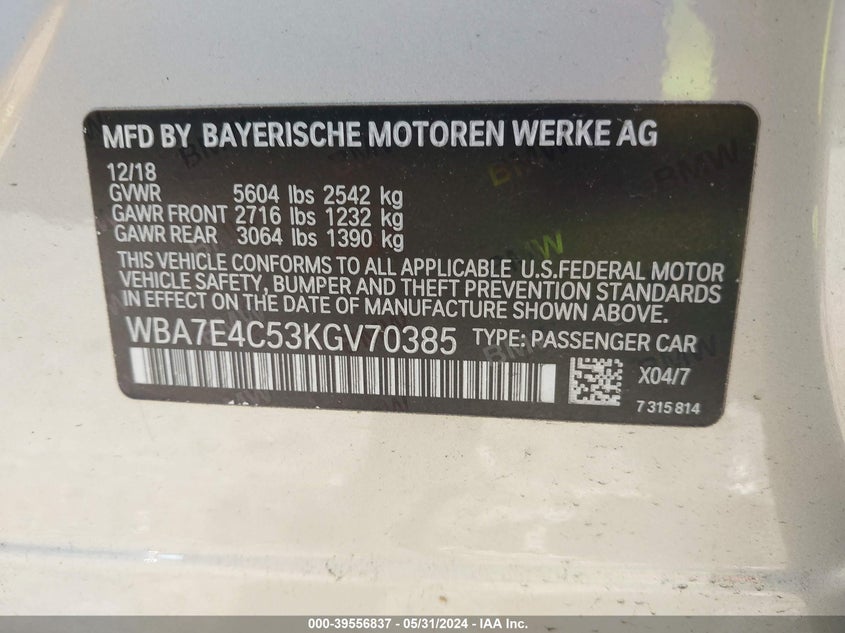 MFD BY BAYERISCHE MOTOREN WERKE AG
12/18
GVWR 5604 lbs 2542 kg
GAWR FRONT 2716 lbs 1232 kg
GAWR REAR 3064 lbs 1390 kg
THIS VEHICLE CONFORMS TO ALL APPLICABLE U.S.FEDERAL MOTOR
VEHICLE SAFETY, BUMPER AND THEFT PREVENTION STANDARDS IN
EFFECT ON THE DATE OF MANUFACTURE SHOWN ABOVE.
WBA7E4C53KGV70385 TYPE: PASSENGER CAR
X04/7
7 315 814
000-39556837 - 05/31/2024 - IAA Inc.